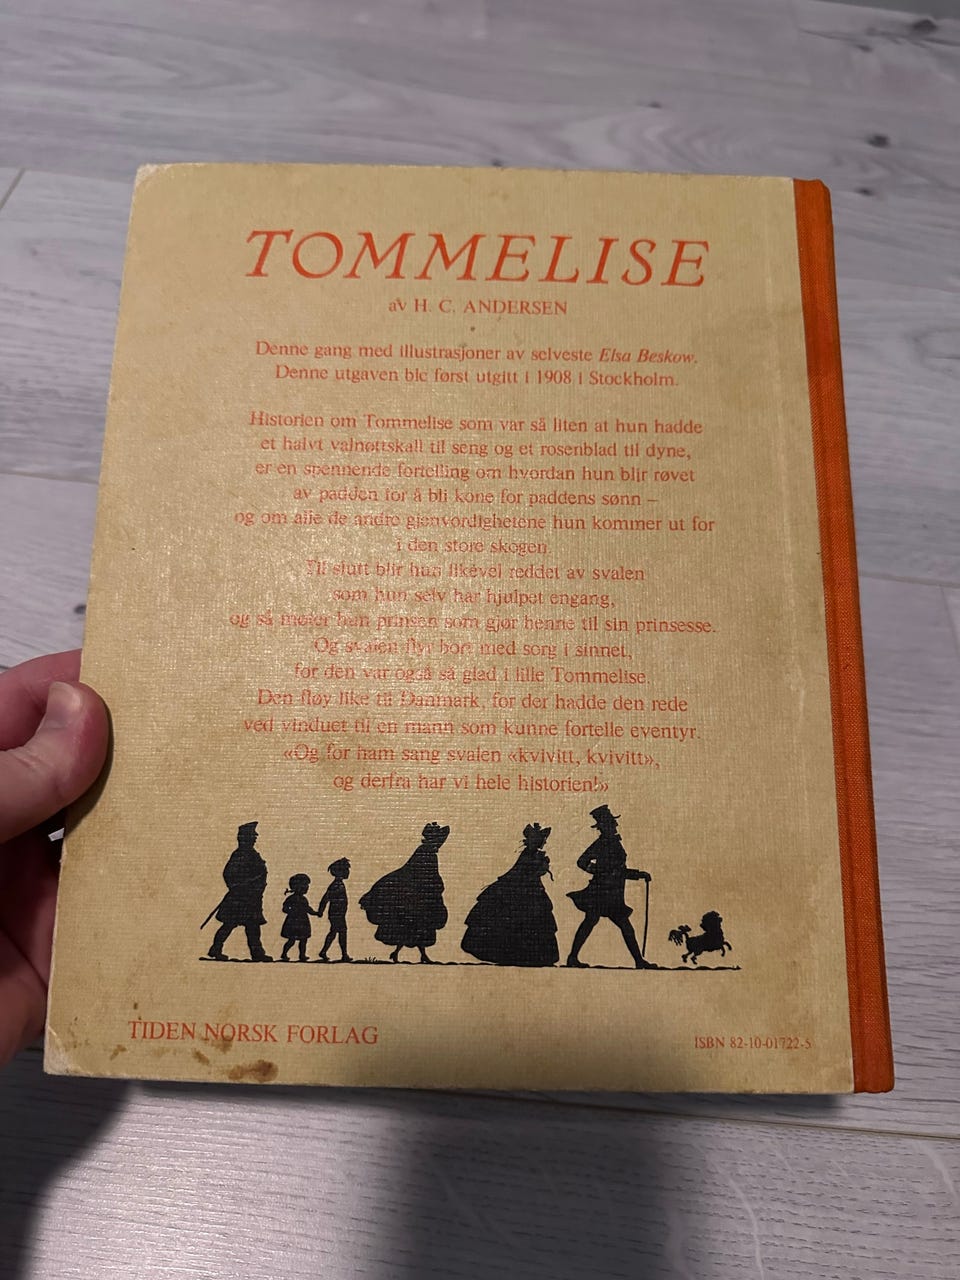 TOMMELISE
av H. C. ANDERSEN
Denne gang med illustrasjoner av selveste Elsa Beskow.
Denne utgaven ble først utgitt i 1908 i Stockholm.
Historien om Tommelise som var så liten at hun hadde
et halvt valnøttskall til seng og et rosenblad til dyne,
er en spennende fortelling om hvordan hun blir røvet
av padden for å bli kone for paddens sønn –
og om alle de andre gjenvordighetene hun kommer ut for
i den store skogen.
Til slutt blir hun likevel reddet av svalen
som hun selv har hjulpet engang,
og så møter hun prinsen som gjør henne til sin prinsesse.
Og svalen flyr bort med sorg i sinnet,
for den var også så glad i lille Tommelise.
Den fløy like til Danmark, for der hadde den rede
ved vinduet til en mann som kunne fortelle eventyr.
«Og for ham sang svalen «kvivitt, kvivitt»,
og derfra har vi hele historien!»
TIDEN NORSK FORLAG
ISBN 82-10-01722-5